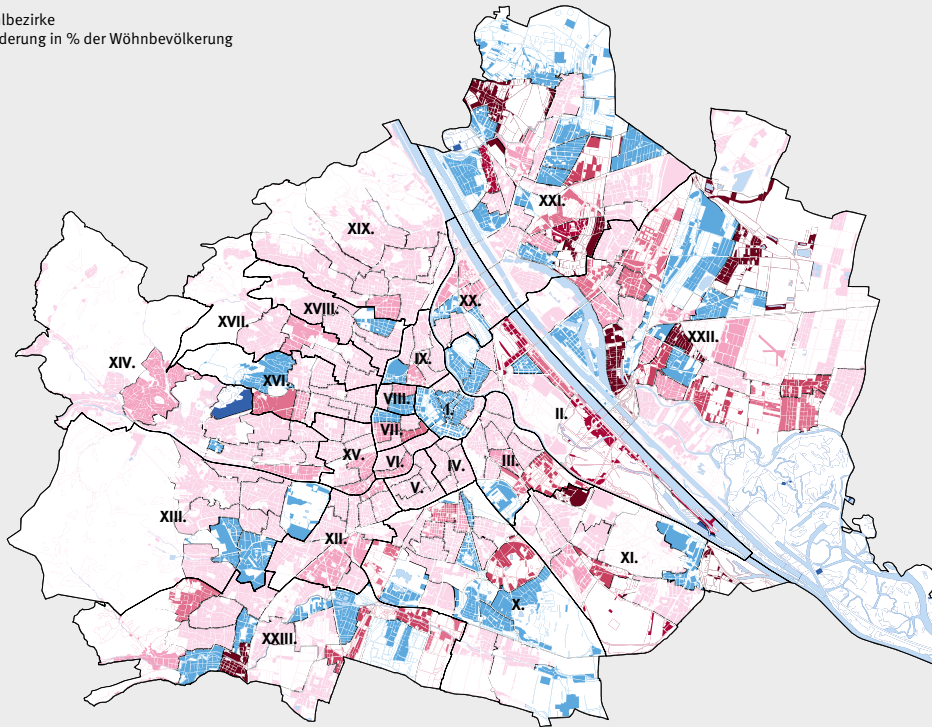 lbezirke
derung in % der Wöhnbevölkerung
XIX.
XXI.
XVII.
XVIII.
XX.
XIV.
XVI.
IX.
XXII.
VIII.
I.
II.
VII.
XV.
VI.
IV.
III.
V.
XIII.
XII.
XI.
X.
XXIII.